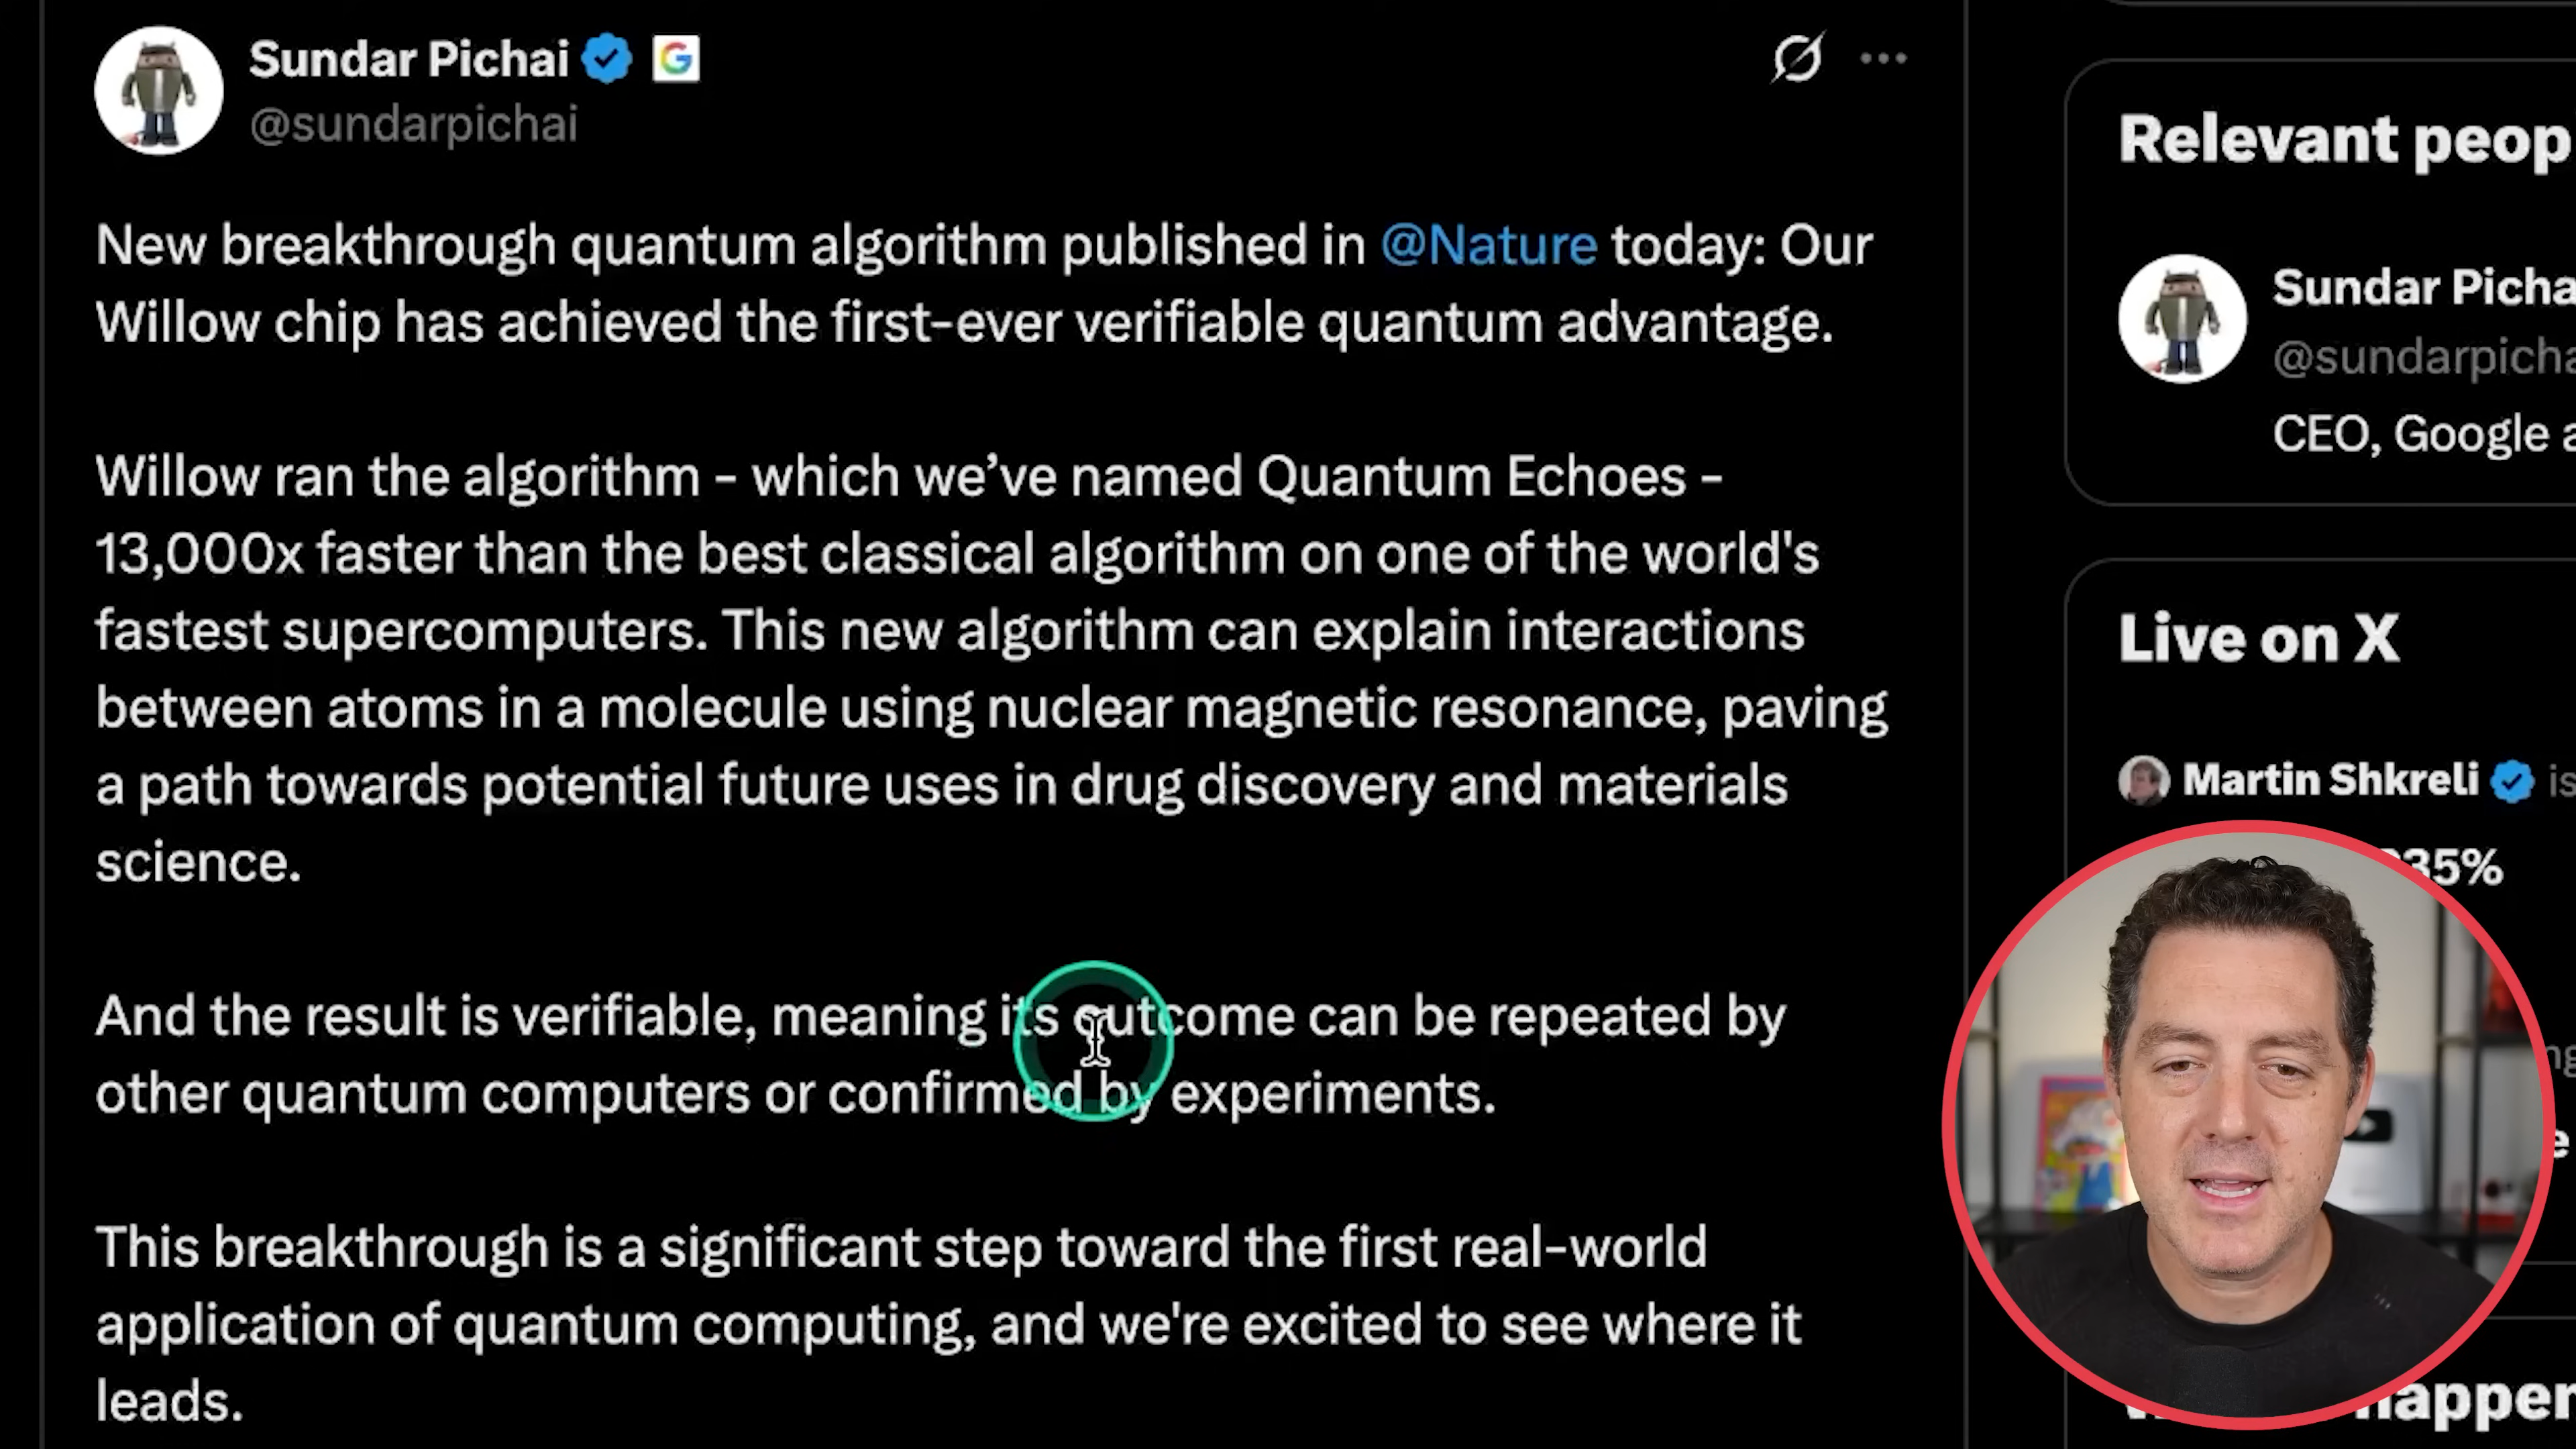 Sundar Pichai
@sundarpichai
New breakthrough quantum algorithm published in @Nature today: Our
Willow chip has achieved the first-ever verifiable quantum advantage.
Willow ran the algorithm - which we’ve named Quantum Echoes -
13,000x faster than the best classical algorithm on one of the world's
fastest supercomputers. This new algorithm can explain interactions
between atoms in a molecule using nuclear magnetic resonance, paving
a path towards potential future uses in drug discovery and materials
science.
And the result is verifiable, meaning its outcome can be repeated by
other quantum computers or confirmed by experiments.
This breakthrough is a significant step toward the first real-world
application of quantum computing, and we're excited to see where it
leads.
Relevant peop
Sundar Picha
@sundarpicha
CEO, Google a
Live on X
Martin Shkreli is
35%
happen